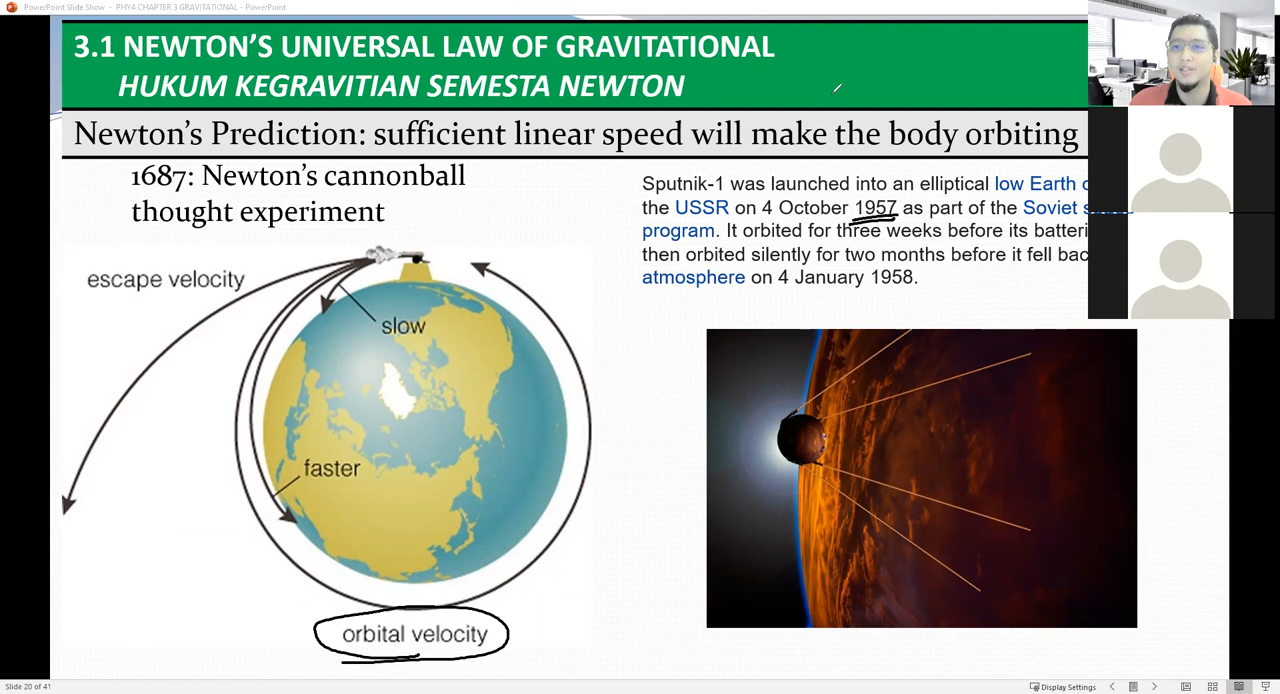 PowerPoint Slide Show - PHY4 CHAPTER 3 GRAVITATIONAL - PowerPoint
3.1 NEWTON'S UNIVERSAL LAW OF GRAVITATIONAL
HUKUM KEGRAVITIAN SEMESTA NEWTON
Newton's Prediction: sufficient linear speed will make the body orbiting
1687: Newton's cannonball
thought experiment
escape velocity
slow
faster
orbital velocity
Sputnik-1 was launched into an elliptical low Earth
the USSR on 4 October 1957 as part of the Soviet
program. It orbited for three weeks before its
then orbited silently for two months before it fell
atmosphere on 4 January 1958.
Slide 20 of 41
Display Settings